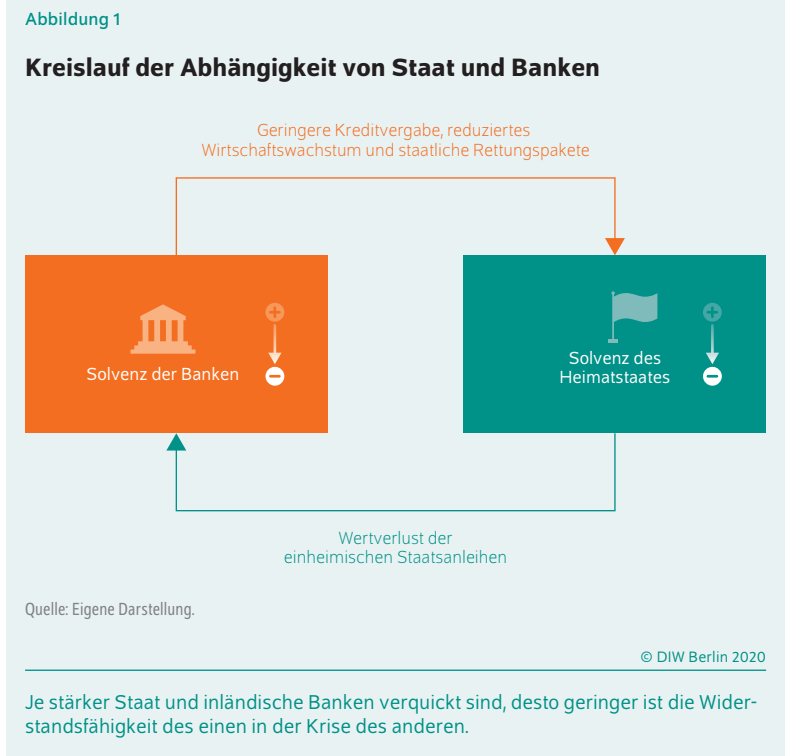 Abbildung 1
Kreislauf der Abhängigkeit von Staat und Banken
Geringere Kreditvergabe, reduziertes
Wirtschaftswachstum und staatliche Rettungspakete
Solvenz der Banken
Solvenz des
Heimatstaates
Wertverlust der
einheimischen Staatsanleihen
Quelle: Eigene Darstellung.
© DIW Berlin 2020
Je stärker Staat und inländische Banken verquickt sind, desto geringer ist die Wider-
standsfähigkeit des einen in der Krise des anderen.